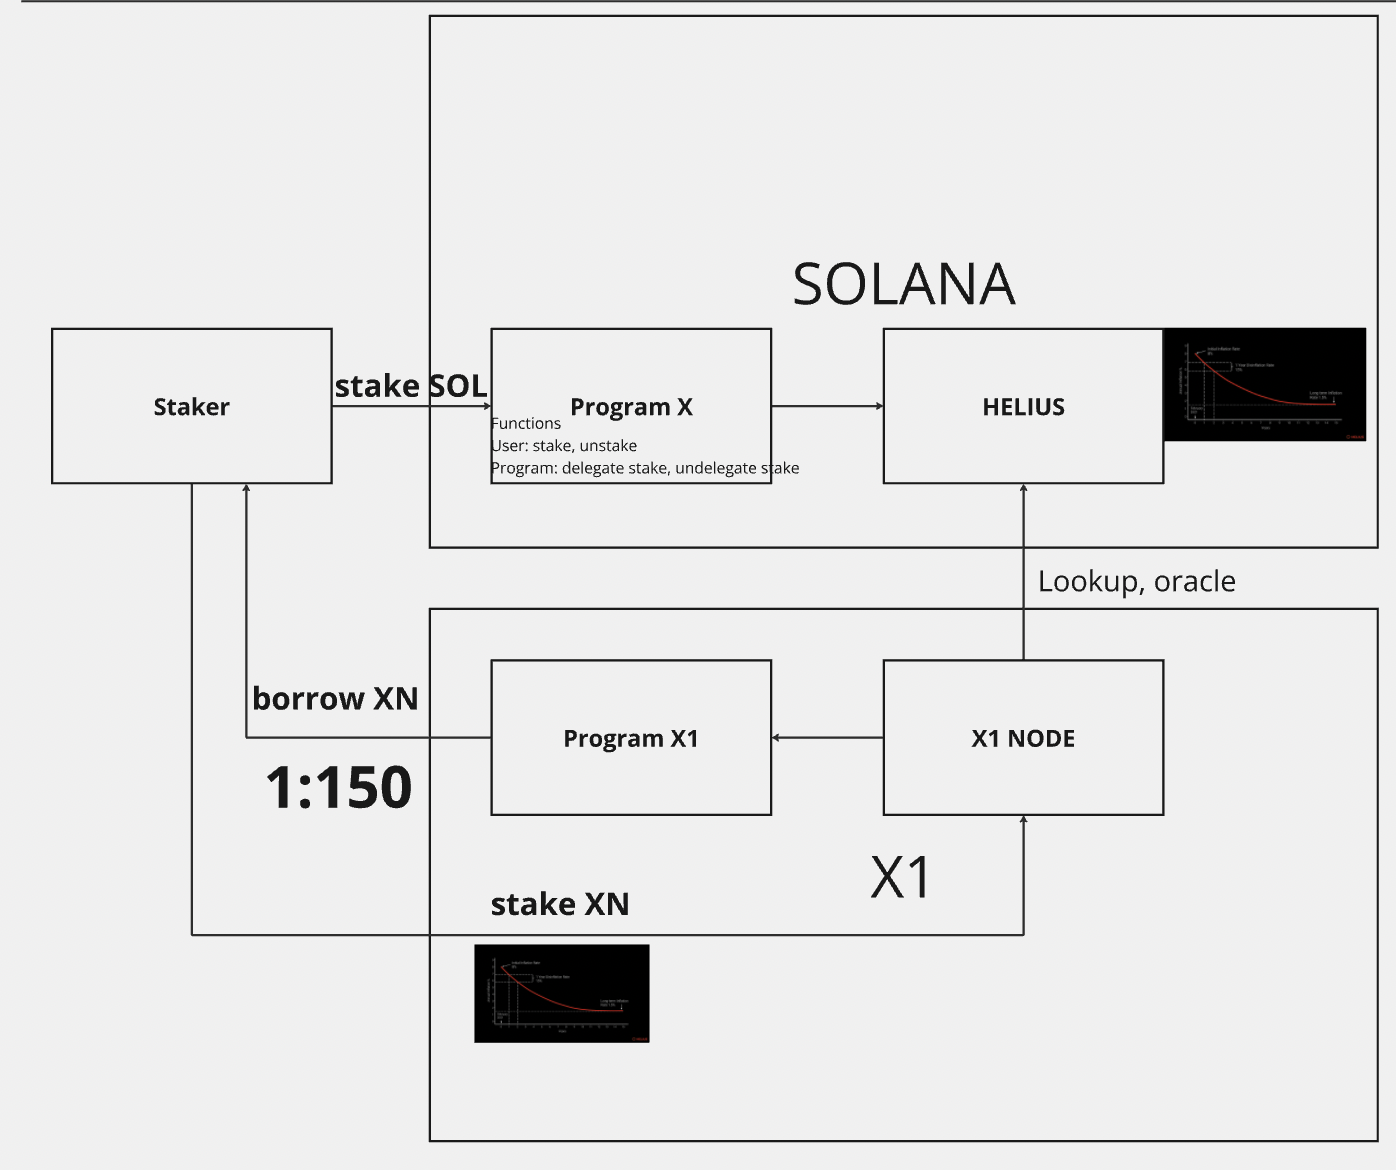 SOLANA
Staker
stake SOL
Program X
Functions
User: stake, unstake
Program: delegate stake, undelegate stake
HELIUS
Lookup, oracle
borrow XN
1:150
Program X1
X1 NODE
X1
stake XN